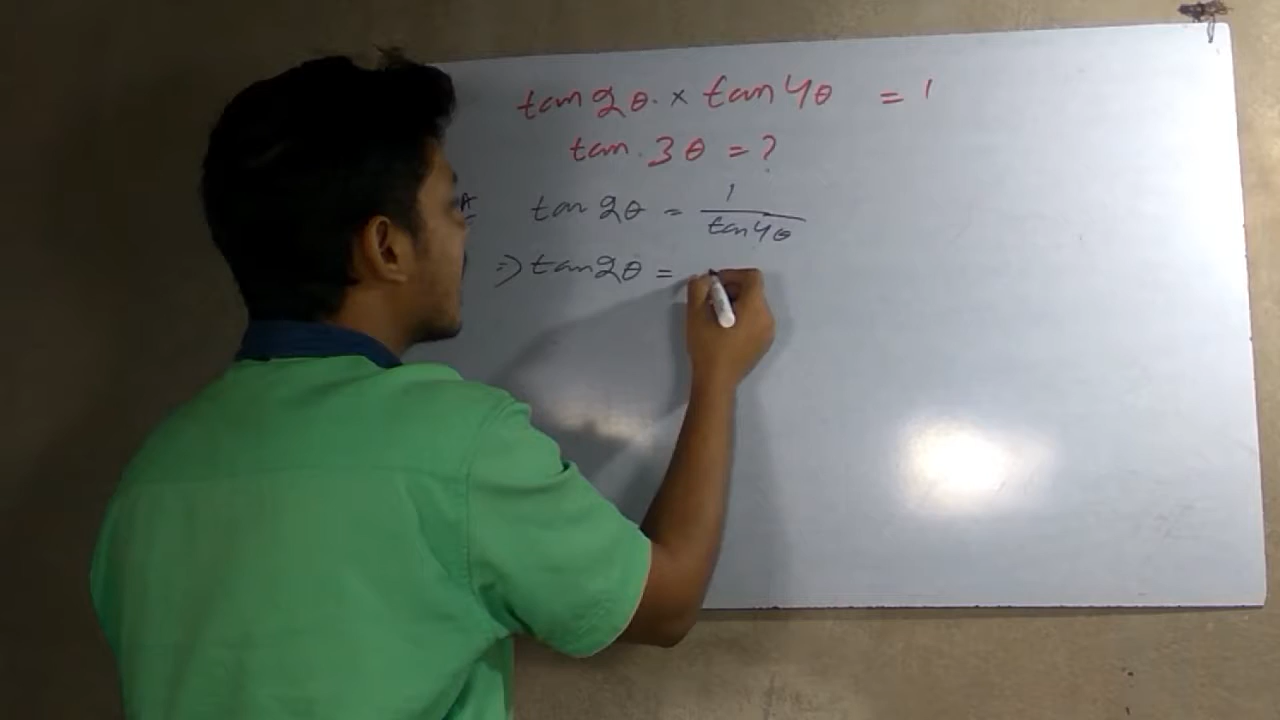 tan 2θ. × tan 4θ = 1
tan. 3θ = ?
tan 2θ = 1/tan 4θ
=> tan 2θ =